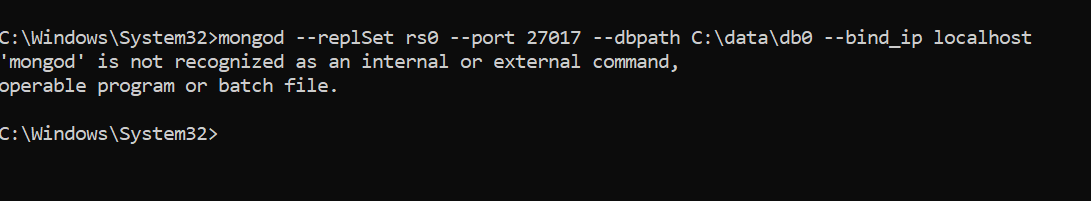 C:\Windows\System32>mongod --replSet rs0 --port 27017 --dbpath C:\data\db0 --bind_ip localhost
'mongod' is not recognized as an internal or external command,
operable program or batch file.
C:\Windows\System32>